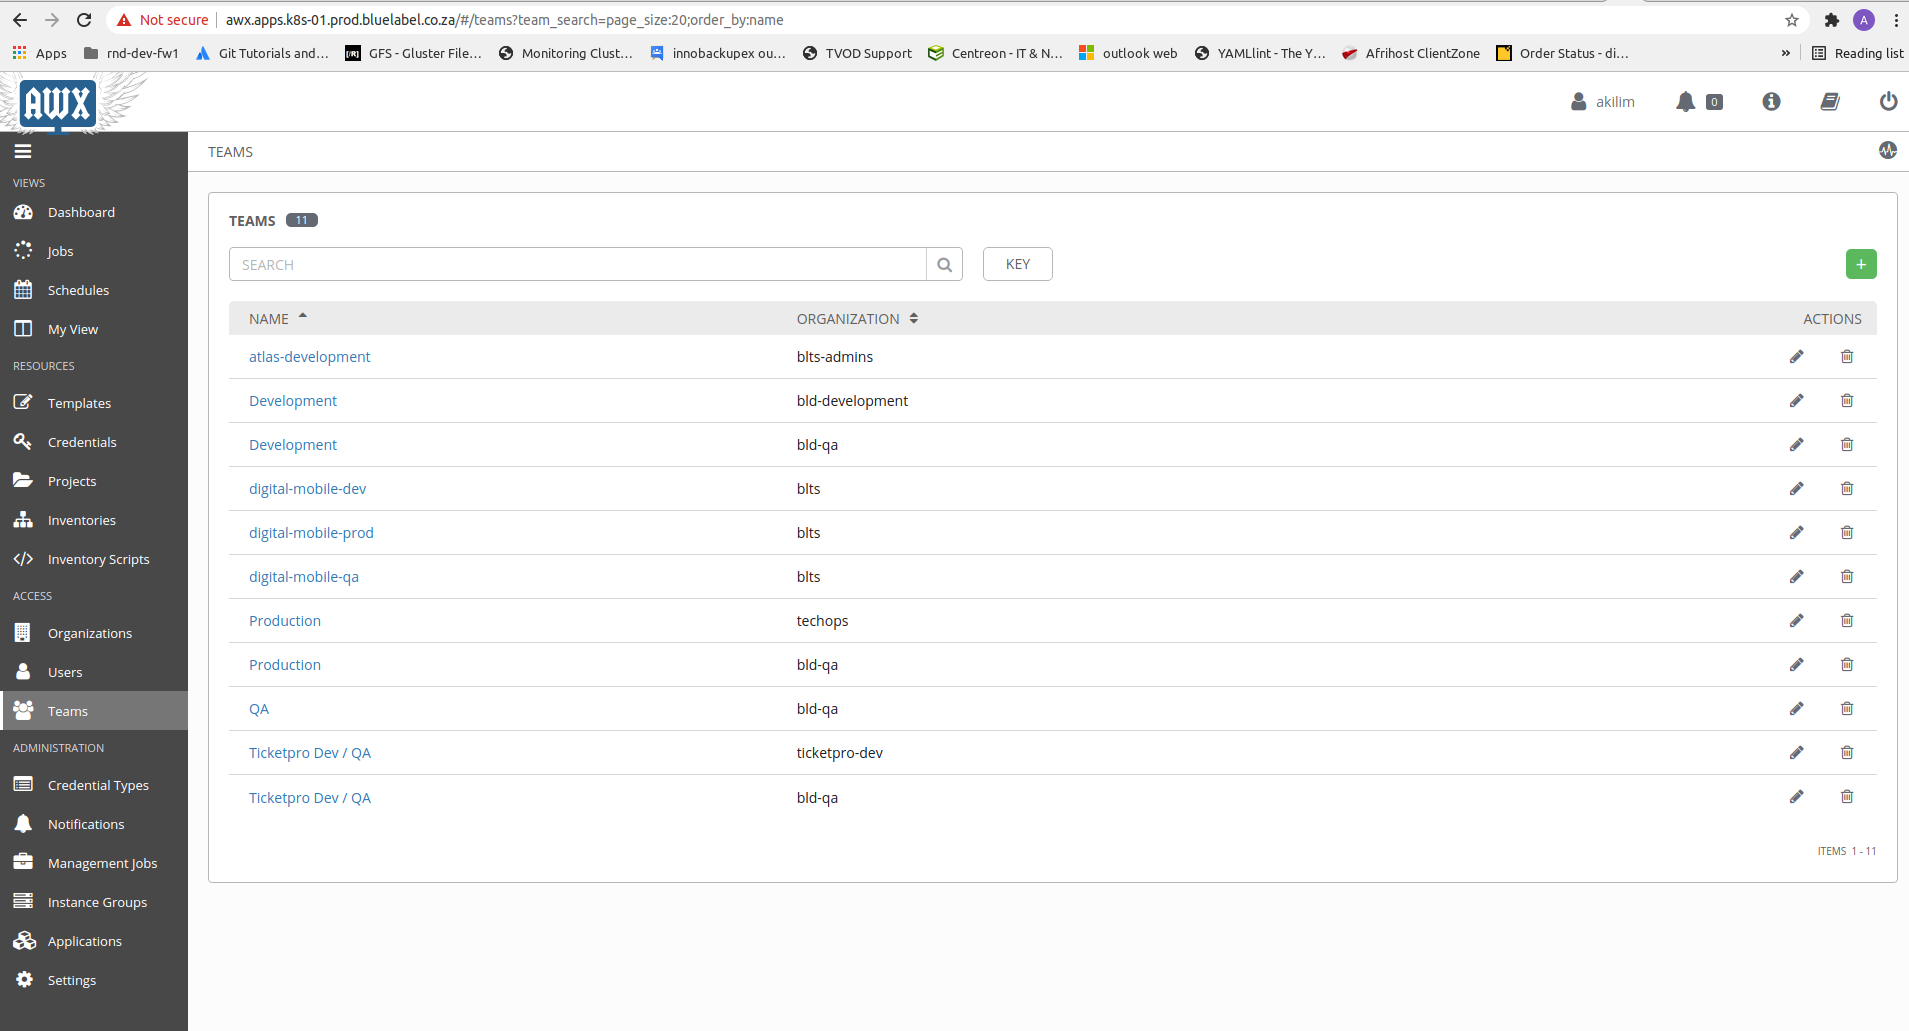 Not secure | awx.apps.k8s-01.prod.bluelabel.co.za/#/teams?team_search=page_size:20;order_by:name A
Apps rnd-dev-fw1 Git Tutorials and... [/R] GFS - Gluster File... Monitoring Clust... innobackupex ou... TVOD Support Centreon - IT & N... outlook web YAMLlint - The Y... Afrihost ClientZone Order Status - di... » Reading list
AWX akilim 0
TEAMS
VIEWS
Dashboard
Jobs
Schedules
My View
RESOURCES
Templates
Credentials
Projects
Inventories
Inventory Scripts
ACCESS
Organizations
Users
Teams
ADMINISTRATION
Credential Types
Notifications
Management Jobs
Instance Groups
Applications
Settings
TEAMS 11
SEARCH KEY +
NAME ORGANIZATION ACTIONS
atlas-development blts-admins
Development bld-development
Development bld-qa
digital-mobile-dev blts
digital-mobile-prod blts
digital-mobile-qa blts
Production techops
Production bld-qa
QA bld-qa
Ticketpro Dev / QA ticketpro-dev
Ticketpro Dev / QA bld-qa
ITEMS 1 - 11